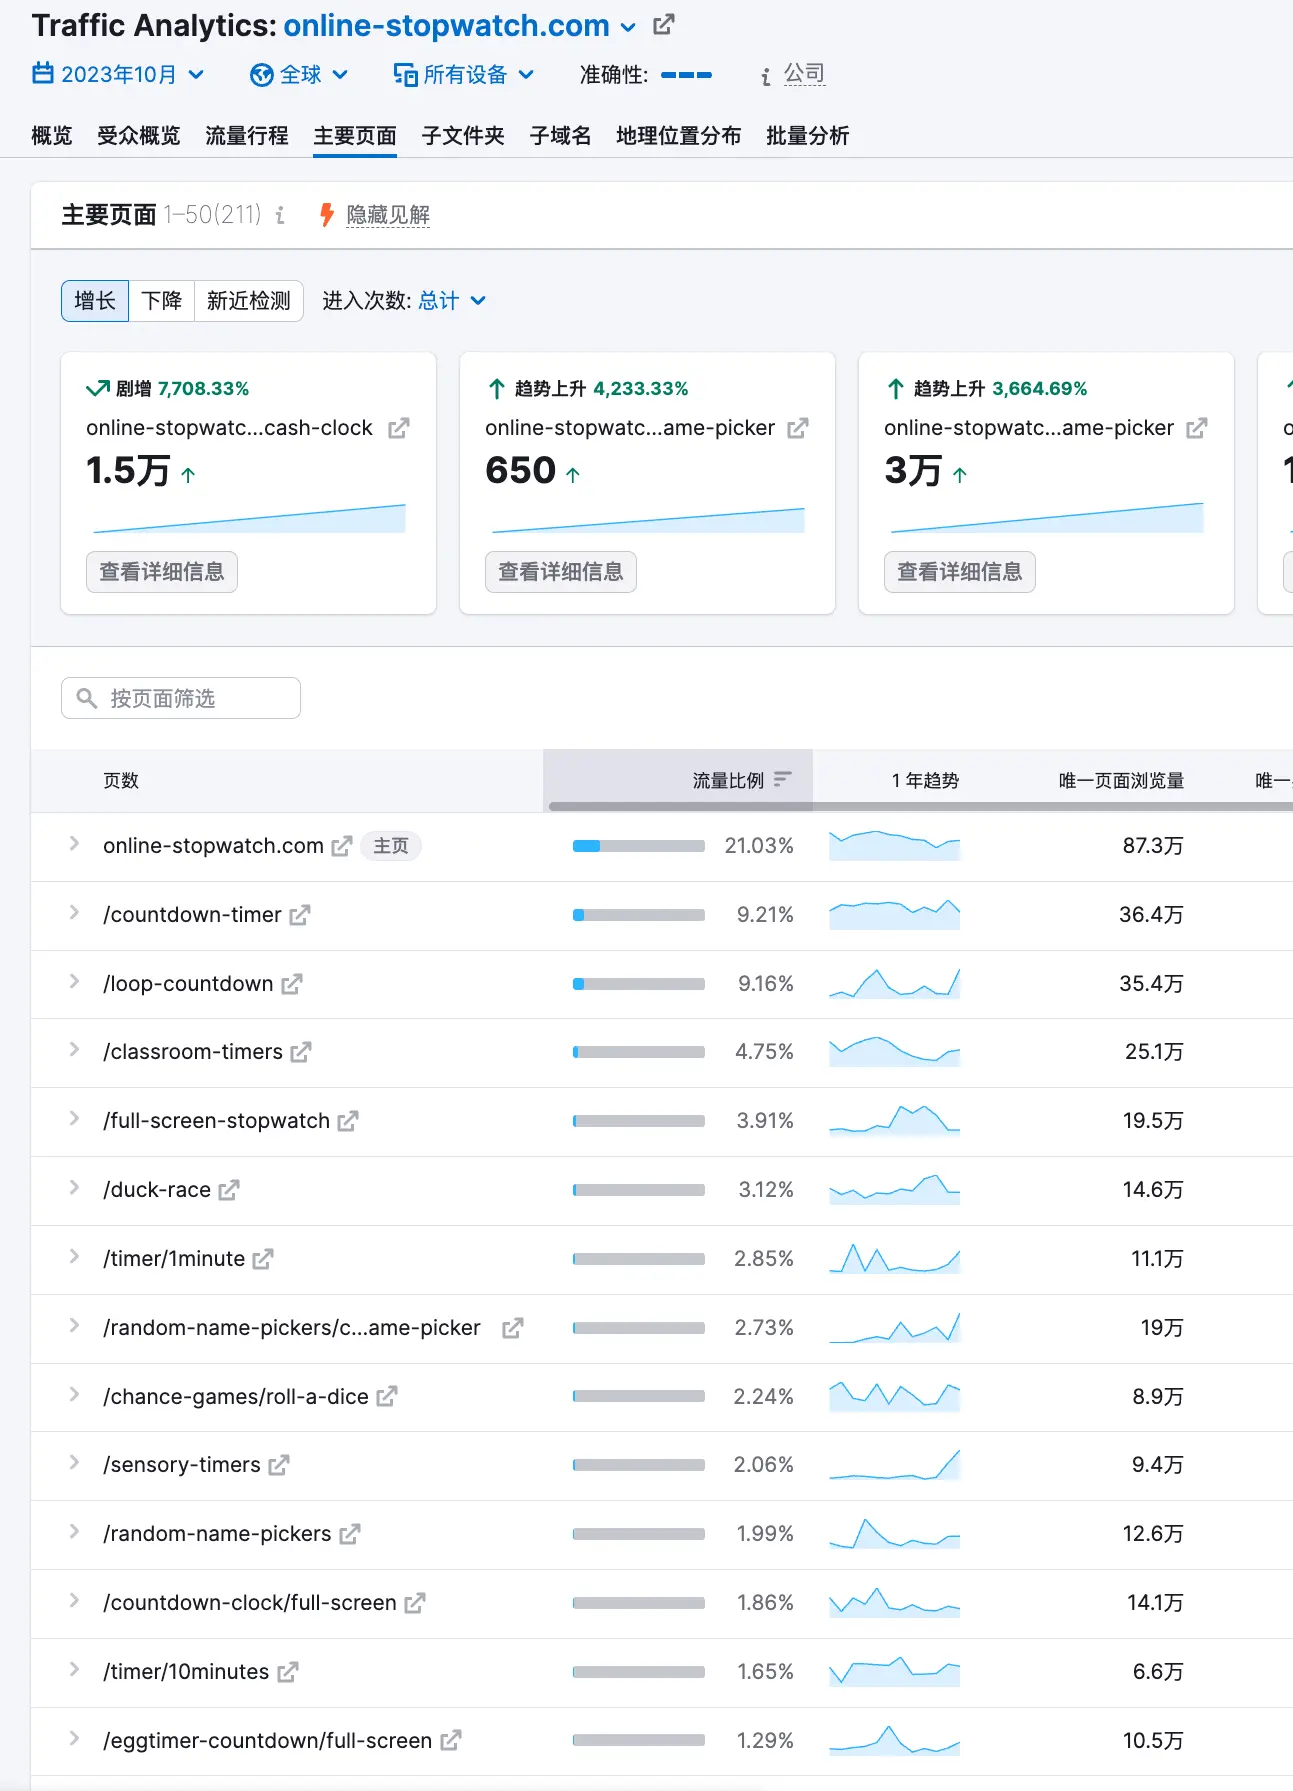 Traffic Analytics: online-stopwatch.com
2023年10月 全球 所有设备 准确性: 公司
概览 受众概览 流量行程 主要页面 子文件夹 子域名 地理位置分布 批量分析
主要页面 1–50(211) 隐藏见解
增长 下降 新近检测 进入次数: 总计
剧增 7,708.33% 趋势上升 4,233.33% 趋势上升 3,664.69%
online-stopwatc...cash-clock online-stopwatc...ame-picker online-stopwatc...ame-picker
1.5万 650 3万
查看详细信息 查看详细信息 查看详细信息
按页面筛选
页数 流量比例 1 年趋势 唯一页面浏览量 唯一
online-stopwatch.com 主页 21.03% 87.3万
/countdown-timer 9.21% 36.4万
/loop-countdown 9.16% 35.4万
/classroom-timers 4.75% 25.1万
/full-screen-stopwatch 3.91% 19.5万
/duck-race 3.12% 14.6万
/timer/1minute 2.85% 11.1万
/random-name-pickers/c...ame-picker 2.73% 19万
/chance-games/roll-a-dice 2.24% 8.9万
/sensory-timers 2.06% 9.4万
/random-name-pickers 1.99% 12.6万
/countdown-clock/full-screen 1.86% 14.1万
/timer/10minutes 1.65% 6.6万
/eggtimer-countdown/full-screen 1.29% 10.5万